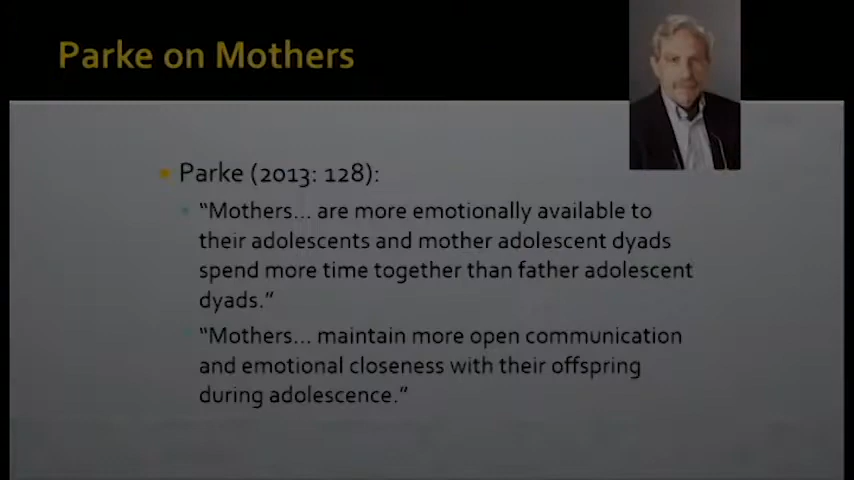 Parke on Mothers
Parke (2013: 128):
“Mothers... are more emotionally available to
their adolescents and mother adolescent dyads
spend more time together than father adolescent
dyads.”
“Mothers... maintain more open communication
and emotional closeness with their offspring
during adolescence.”